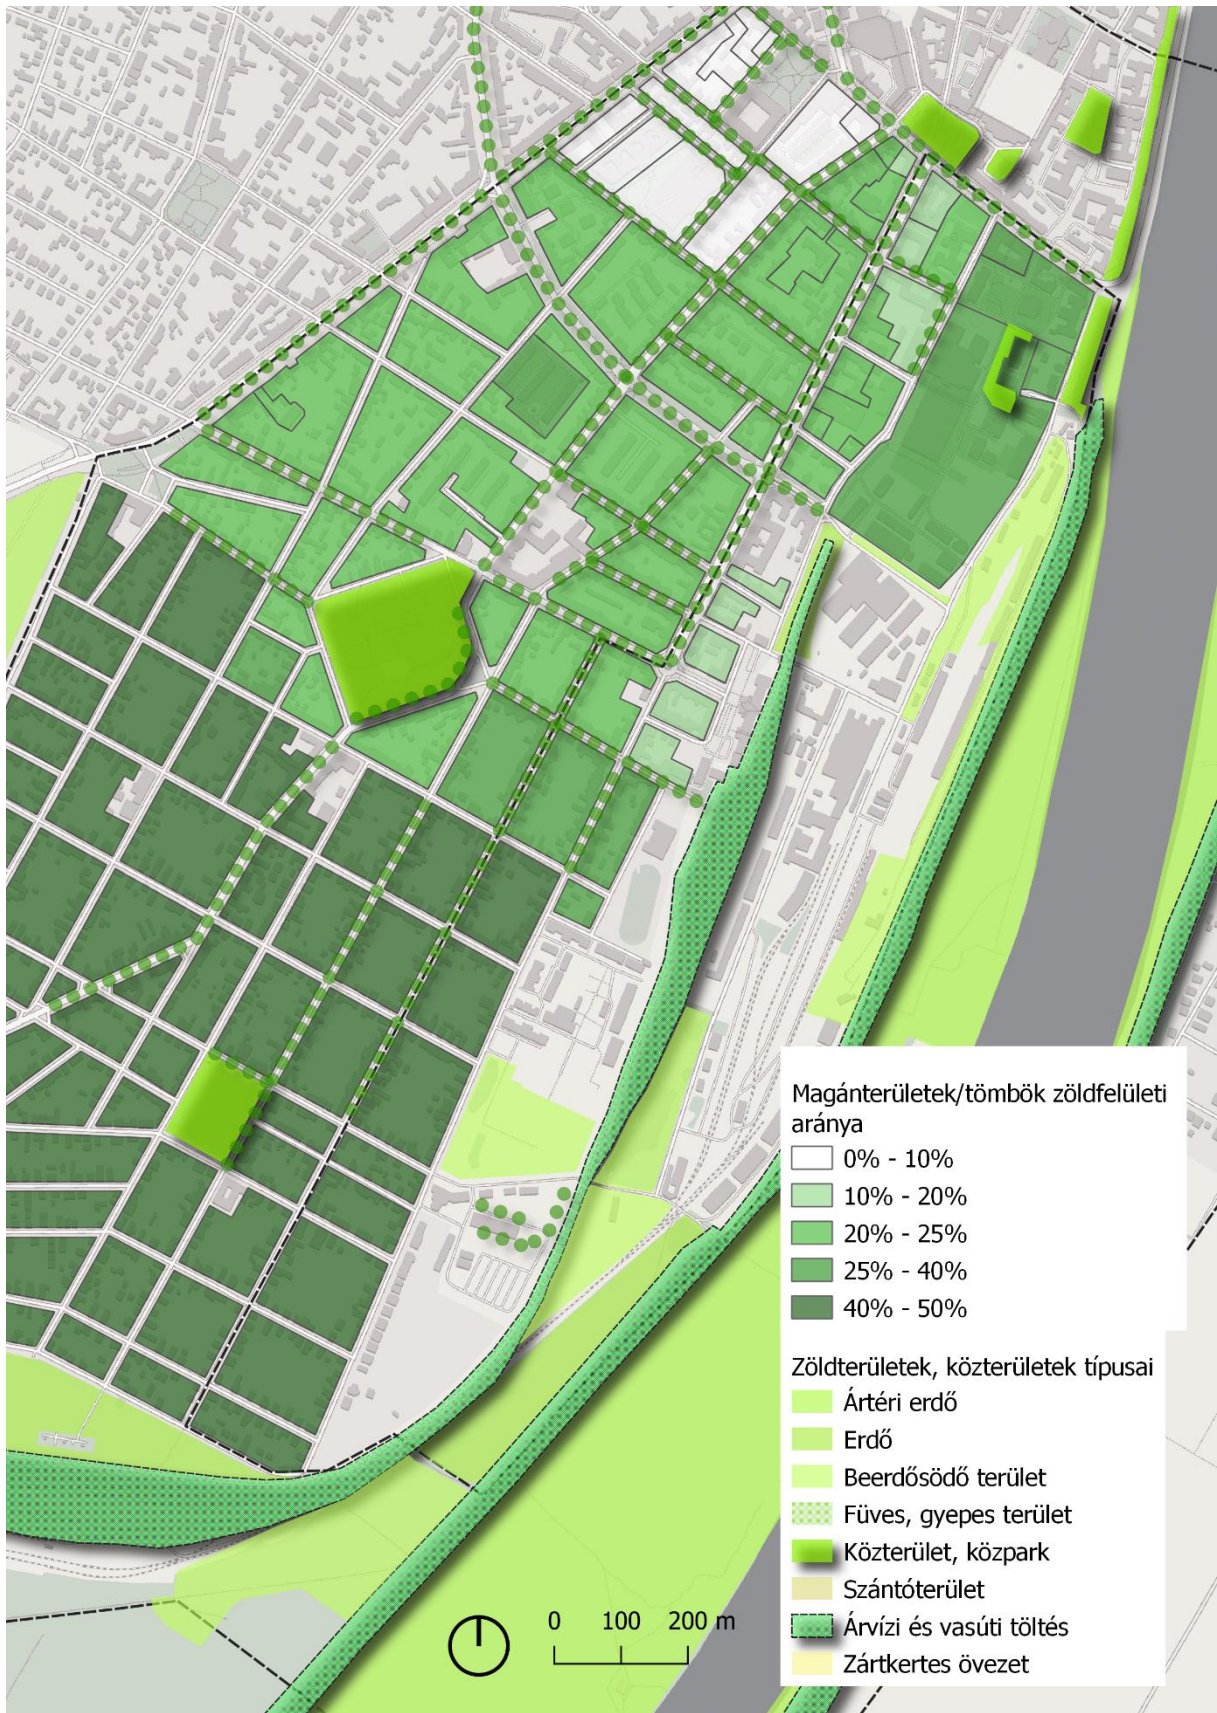 Magánterületek/tömbök zöldfelületi
aránya
0% - 10%
10% - 20%
20% - 25%
25% - 40%
40% - 50%
Zöldterületek, közterületek típusai
Ártéri erdő
Erdő
Beerdősödő terület
Füves, gyepes terület
Közterület, közpark
Szántóterület
Árvízi és vasúti töltés
Zártkertes övezet
0 100 200 m